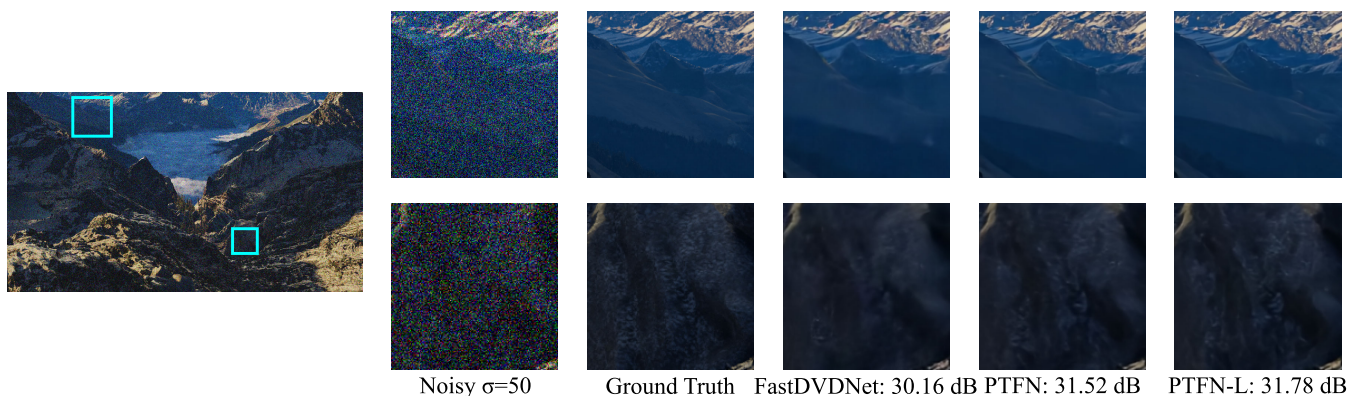 Noisy σ=50 Ground Truth FastDVDNet: 30.16 dB PTFN: 31.52 dB PTFN-L: 31.78 dB